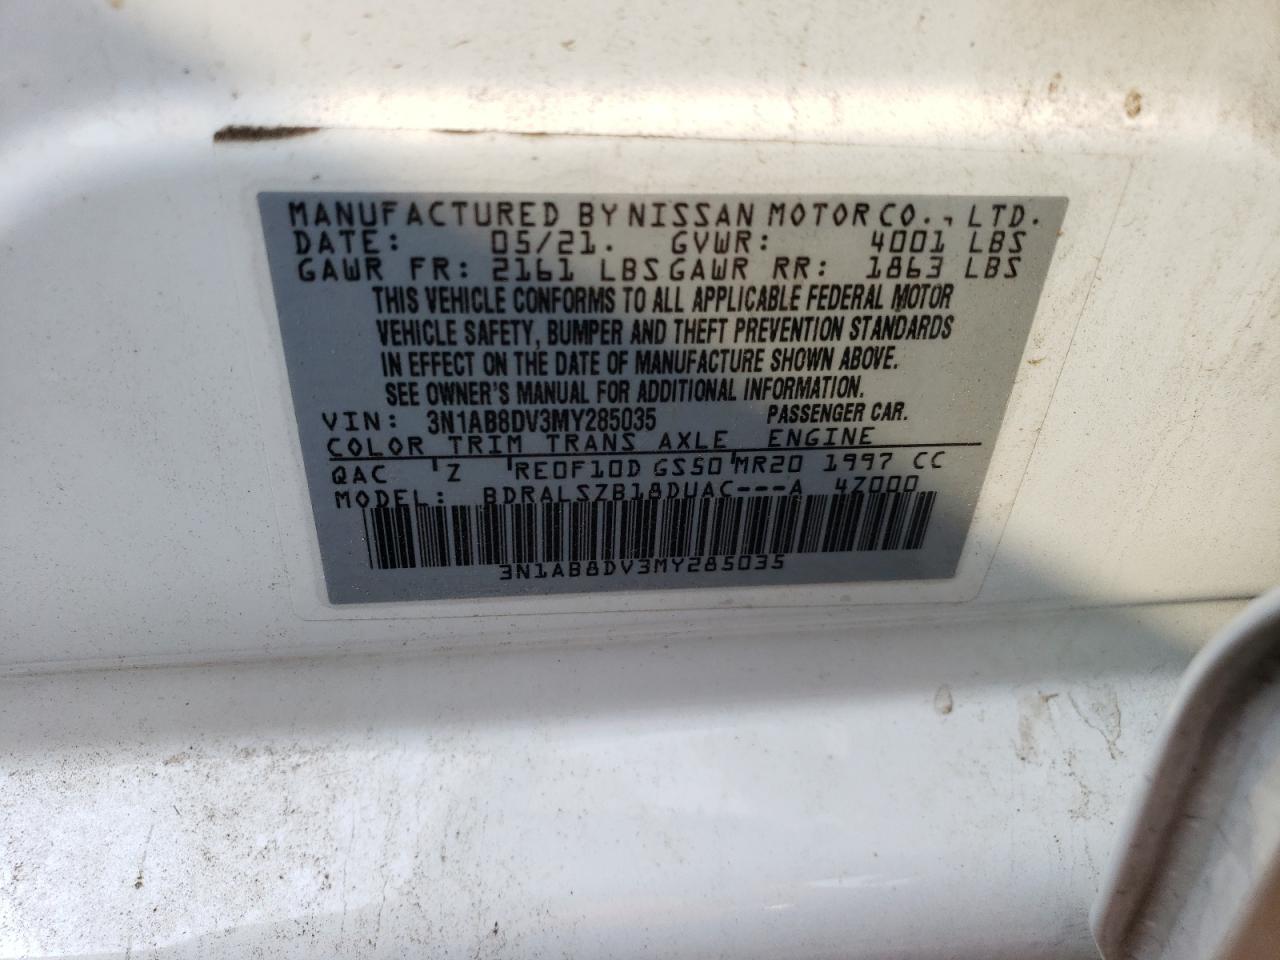 MANUFACTURED BY NISSAN MOTOR CO., LTD.
DATE: 05/21. GVWR: 4001 LBS
GAWR FR: 2161 LBS GAWR RR: 1863 LBS
THIS VEHICLE CONFORMS TO ALL APPLICABLE FEDERAL MOTOR
VEHICLE SAFETY, BUMPER AND THEFT PREVENTION STANDARDS
IN EFFECT ON THE DATE OF MANUFACTURE SHOWN ABOVE.
SEE OWNER'S MANUAL FOR ADDITIONAL INFORMATION.
VIN: 3N1AB8DV3MY285035 PASSENGER CAR.
COLOR TRIM TRANS AXLE ENGINE
QAC Z RE0F10D GS50 MR20 1997 CC
MODEL: BDRALSZB18DUAC---A 4Z000
3N1AB8DV3MY285035